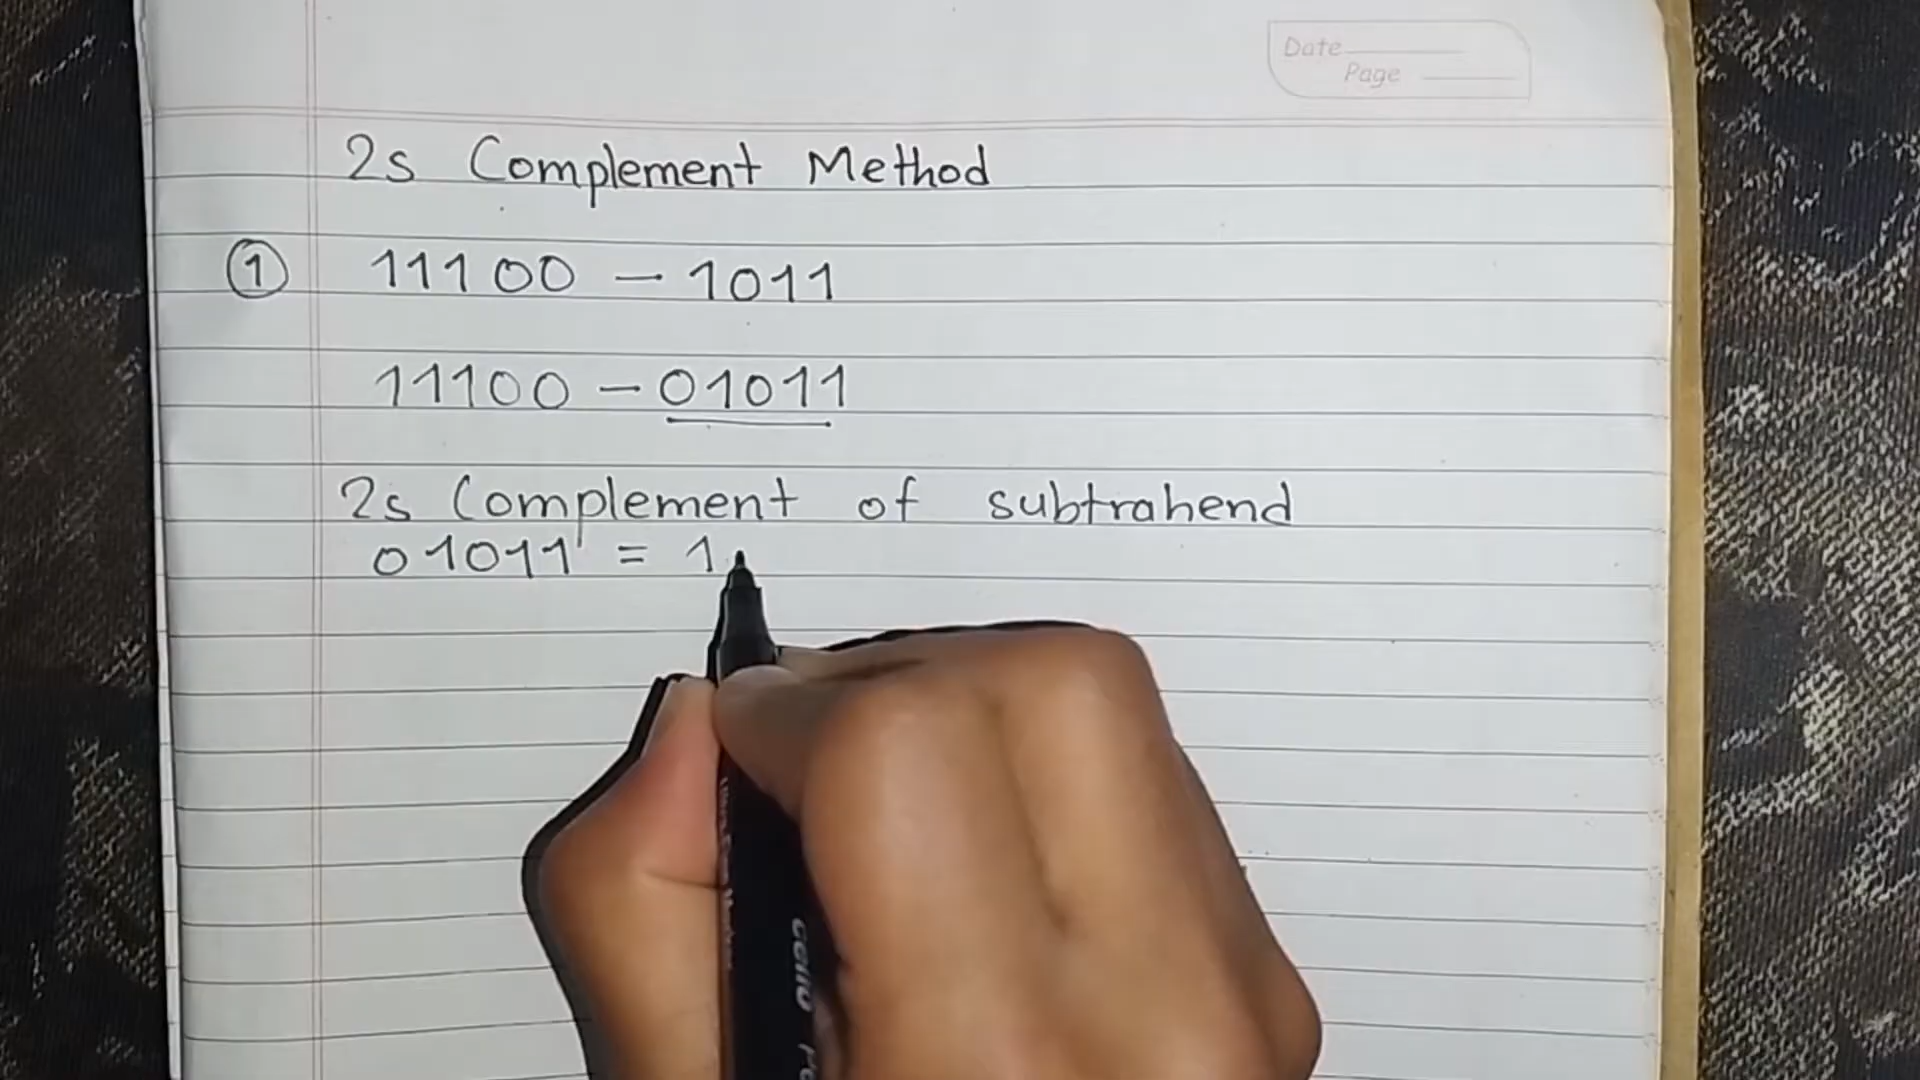 Date
Page
2s Complement Method
1 11100 - 1011
11100 - 01011
2s Complement of subtrahend
01011 = 1
cello